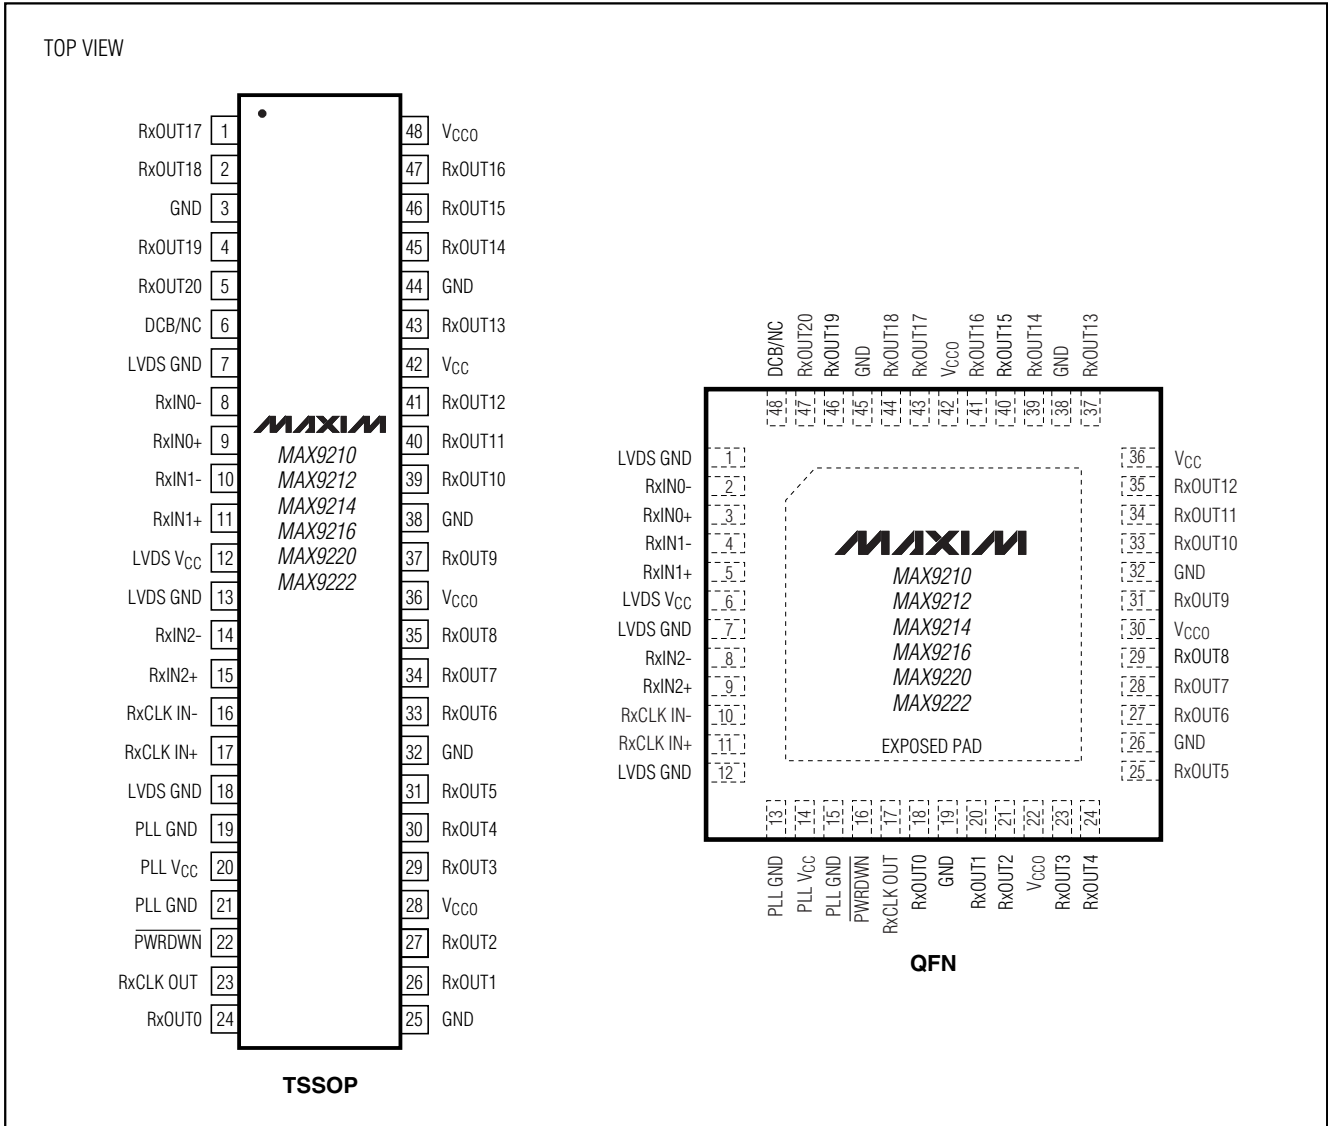 TOP VIEW
RxOUT17 1
RxOUT18 2
GND 3
RxOUT19 4
RxOUT20 5
DCB/NC 6
LVDS GND 7
RxIN0- 8
RxIN0+ 9
RxIN1- 10
RxIN1+ 11
LVDS VCC 12
LVDS GND 13
RxIN2- 14
RxIN2+ 15
RxCLK IN- 16
RxCLK IN+ 17
LVDS GND 18
PLL GND 19
PLL VCC 20
PLL GND 21
PWRDWN 22
RxCLK OUT 23
RxOUT0 24
MAXIM
MAX9210
MAX9212
MAX9214
MAX9216
MAX9220
MAX9222
48 VCCO
47 RxOUT16
46 RxOUT15
45 RxOUT14
44 GND
43 RxOUT13
42 VCC
41 RxOUT12
40 RxOUT11
39 RxOUT10
38 GND
37 RxOUT9
36 VCCO
35 RxOUT8
34 RxOUT7
33 RxOUT6
32 GND
31 RxOUT5
30 RxOUT4
29 RxOUT3
28 VCCO
27 RxOUT2
26 RxOUT1
25 GND
TSSOP
DCB/NC 48
RxOUT20 47
RxOUT19 46
GND 45
RxOUT18 44
RxOUT17 43
VCCO 42
RxOUT16 41
RxOUT15 40
RxOUT14 39
GND 38
RxOUT13 37
LVDS GND 1
RxIN0- 2
RxIN0+ 3
RxIN1- 4
RxIN1+ 5
LVDS VCC 6
LVDS GND 7
RxIN2- 8
RxIN2+ 9
RxCLK IN- 10
RxCLK IN+ 11
LVDS GND 12
MAXIM
MAX9210
MAX9212
MAX9214
MAX9216
MAX9220
MAX9222
EXPOSED PAD
36 VCC
35 RxOUT12
34 RxOUT11
33 RxOUT10
32 GND
31 RxOUT9
30 VCCO
29 RxOUT8
28 RxOUT7
27 RxOUT6
26 GND
25 RxOUT5
13 PLL GND
14 PLL VCC
15 PLL GND
16 PWRDWN
17 RxCLK OUT
18 RxOUT0
19 GND
20 RxOUT1
21 RxOUT2
22 VCCO
23 RxOUT3
24 RxOUT4
QFN